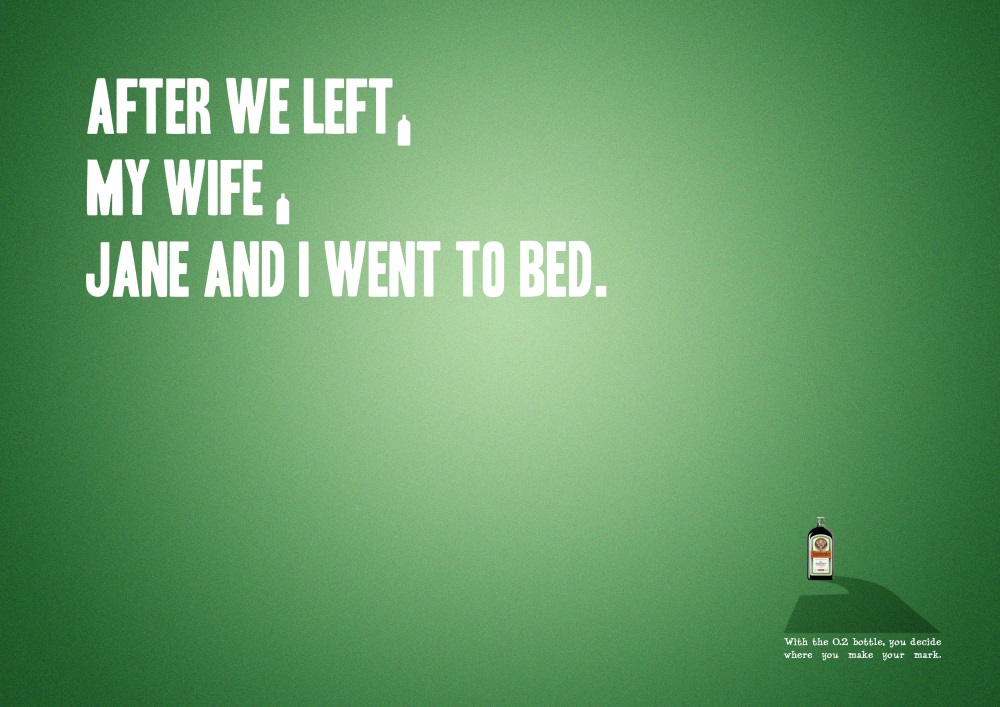 AFTER WE LEFT,
MY WIFE,
JANE AND I WENT TO BED.
With the 0.2 bottle, you decide
where you make your mark.